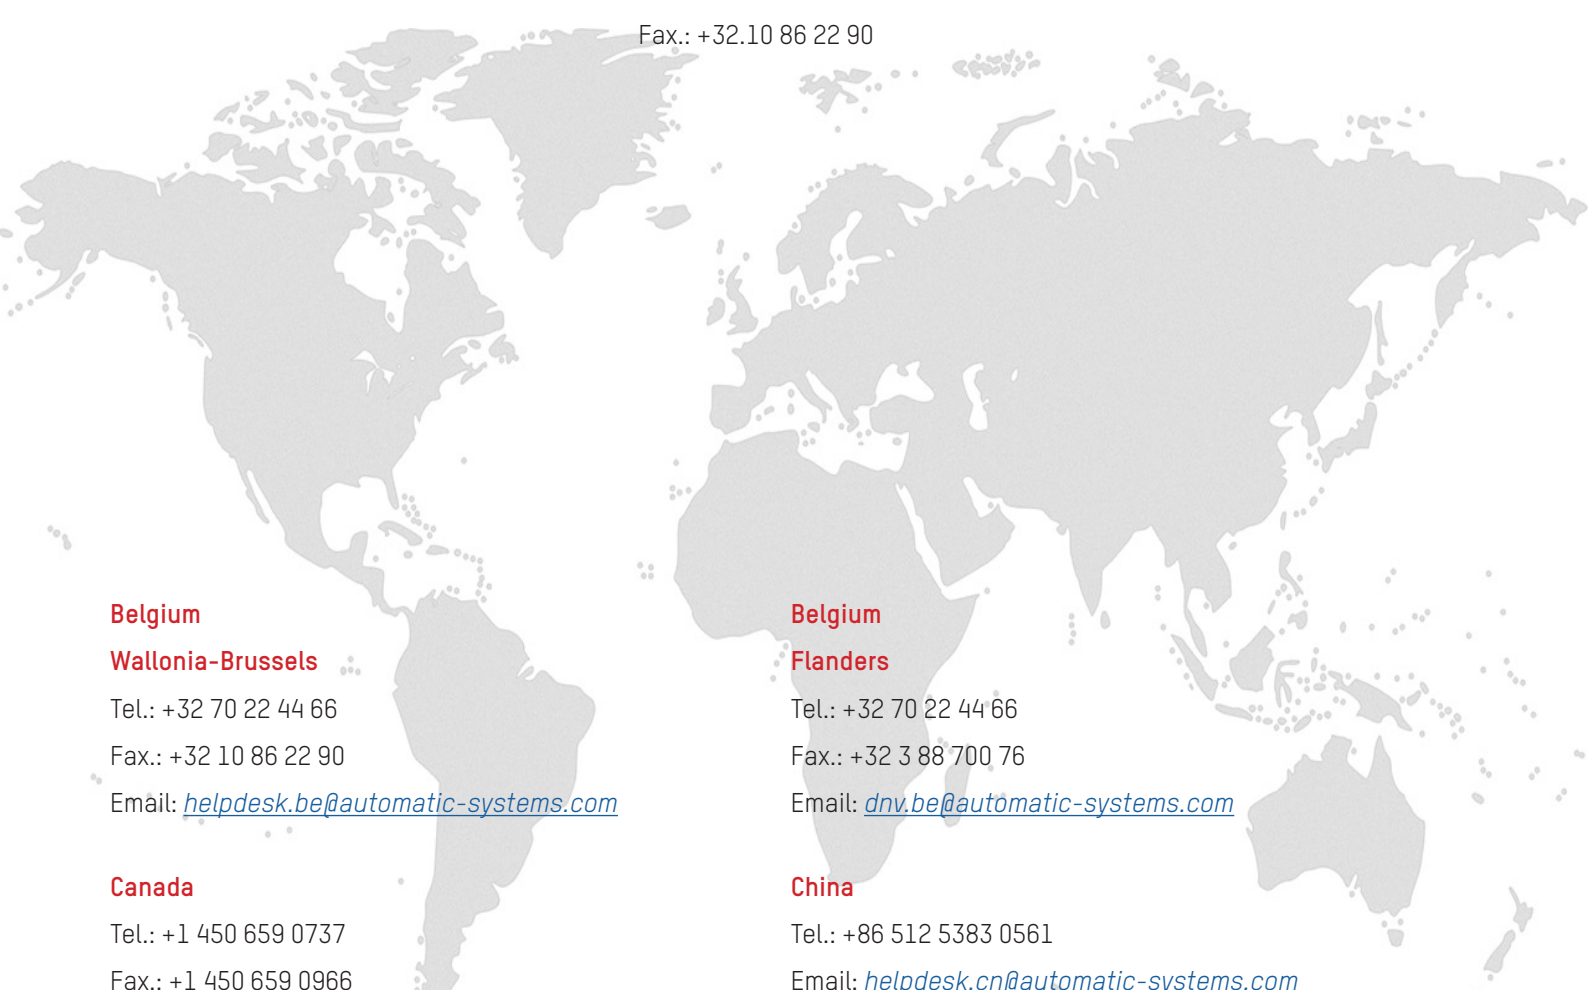 Fax.: +32.10 86 22 90
Belgium
Wallonia-Brussels
Tel.: +32 70 22 44 66
Fax.: +32 10 86 22 90
Email: helpdesk.be@automatic-systems.com
Belgium
Flanders
Tel.: +32 70 22 44 66
Fax.: +32 3 88 700 76
Email: dnv.be@automatic-systems.com
Canada
Tel.: +1 450 659 0737
Fax.: +1 450 659 0966
China
Tel.: +86 512 5383 0561
Email: helpdesk.cn@automatic-systems.com